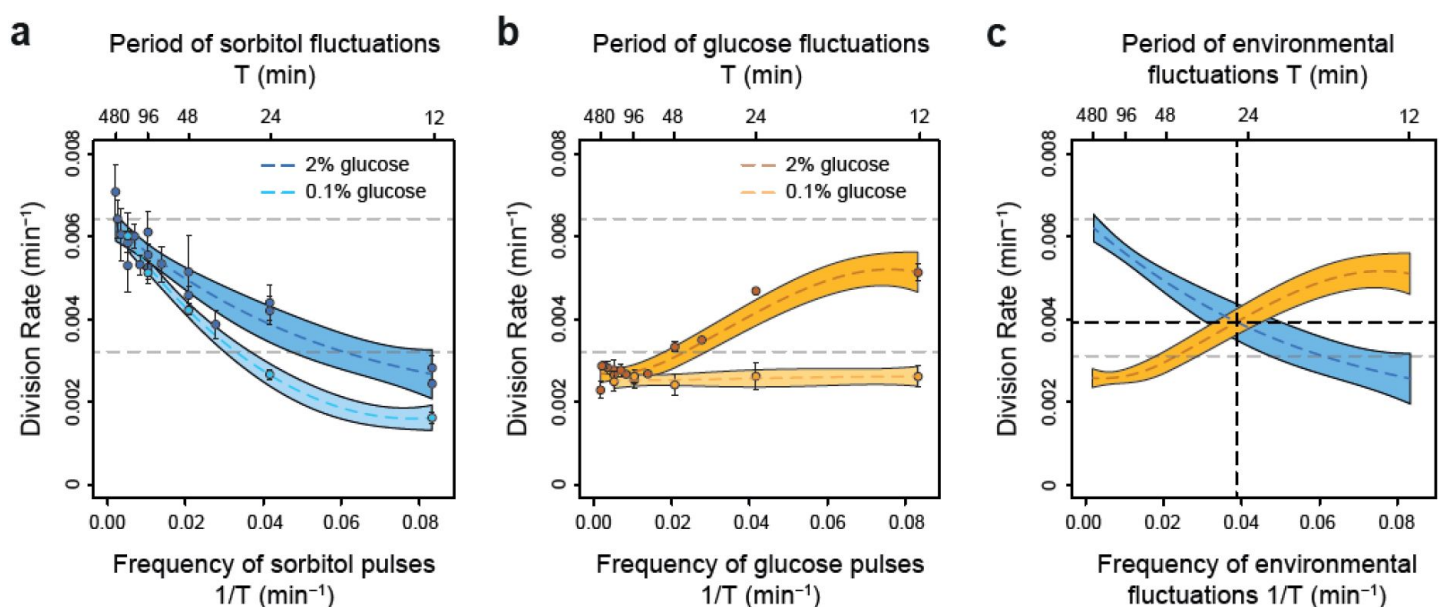 a
Period of sorbitol fluctuations
T (min)
480 96 48 24 12
Division Rate (min⁻¹)
0.008
0.006
0.004
0.002
0
2% glucose
0.1% glucose
0.00 0.02 0.04 0.06 0.08
Frequency of sorbitol pulses
1/T (min⁻¹)
b
Period of glucose fluctuations
T (min)
480 96 48 24 12
Division Rate (min⁻¹)
0.008
0.006
0.004
0.002
0
2% glucose
0.1% glucose
0.00 0.02 0.04 0.06 0.08
Frequency of glucose pulses
1/T (min⁻¹)
c
Period of environmental
fluctuations T (min)
480 96 48 24 12
Division Rate (min⁻¹)
0.008
0.006
0.004
0.002
0
0.00 0.02 0.04 0.06 0.08
Frequency of environmental
fluctuations 1/T (min⁻¹)